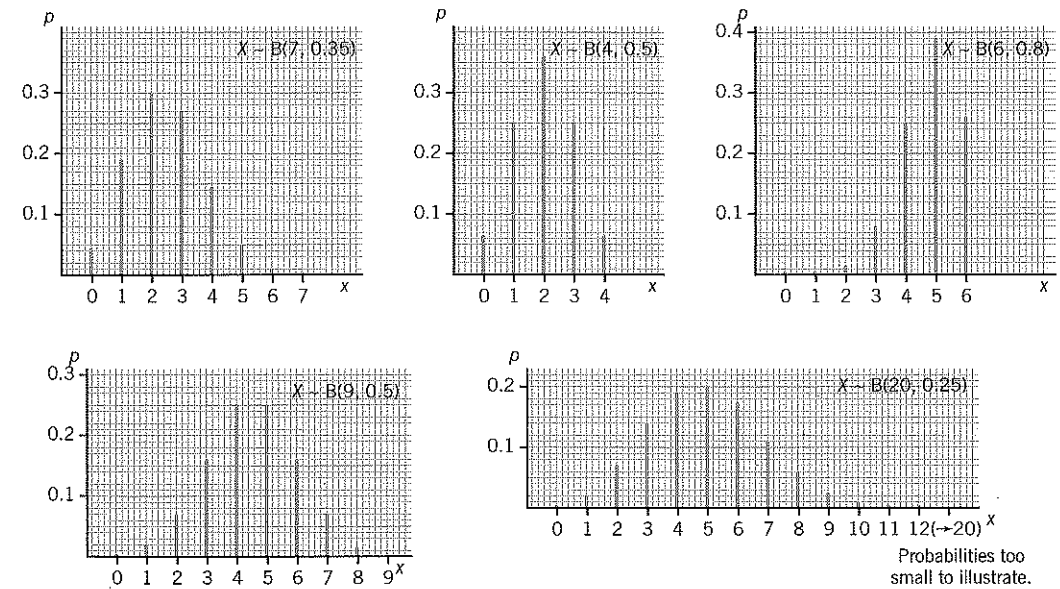 p
X ~ B(7, 0.35)
0.3
0.2
0.1
0 1 2 3 4 5 6 7 x
p
X ~ B(4, 0.5)
0.3
0.2
0.1
0 1 2 3 4 x
p
0.4
X ~ B(6, 0.8)
0.3
0.2
0.1
0 1 2 3 4 5 6 x
p
0.3
X ~ B(9, 0.5)
0.2
0.1
0 1 2 3 4 5 6 7 8 9 x
p
0.2
X ~ B(20, 0.25)
0.1
0 1 2 3 4 5 6 7 8 9 10 11 12(→20) x
Probabilities too
small to illustrate.